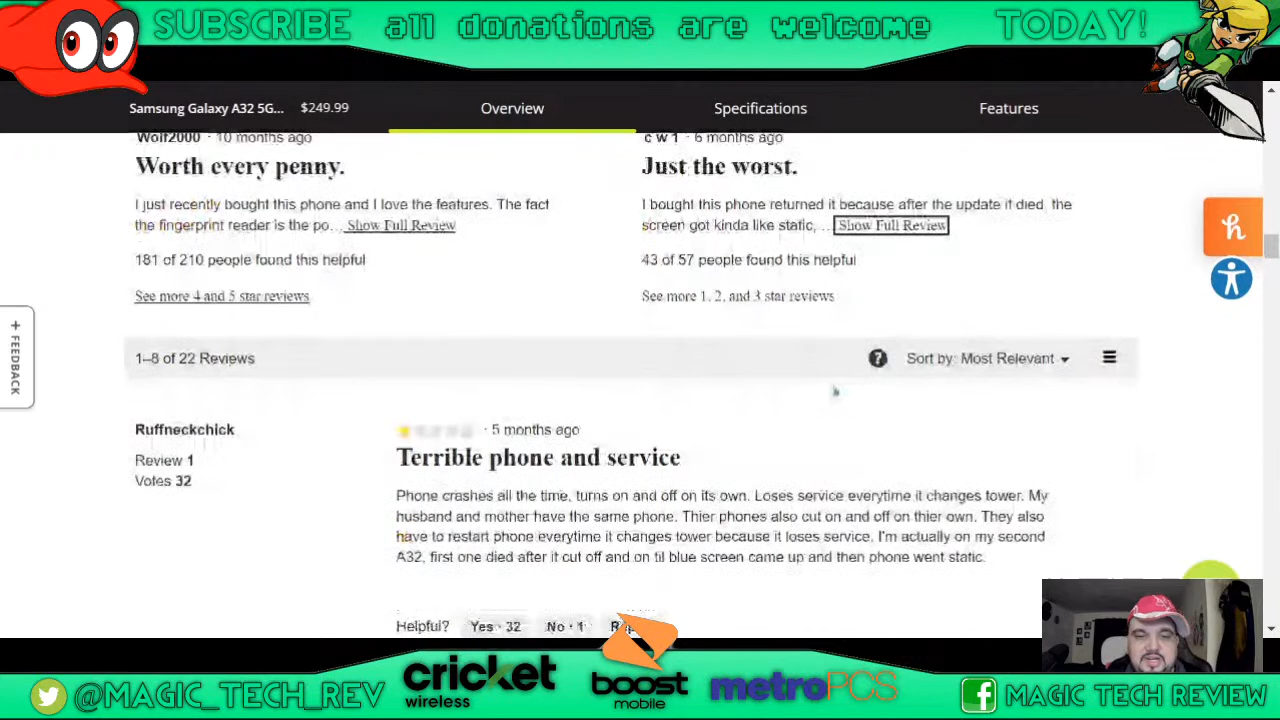 SUBSCRIBE all donations are welcome TODAY!
Samsung Galaxy A32 5G... $249.99 Overview Specifications Features
Wolf2000 · 10 months ago
Worth every penny.
I just recently bought this phone and I love the features. The fact
the fingerprint reader is the po... Show Full Review
181 of 210 people found this helpful
See more 4 and 5 star reviews
c w 1 · 6 months ago
Just the worst.
I bought this phone returned it because after the update it died, the
screen got kinda like static, ... Show Full Review
43 of 57 people found this helpful
See more 1, 2, and 3 star reviews
+ FEEDBACK
1–8 of 22 Reviews
? Sort by: Most Relevant
Ruffneckchick
Review 1
Votes 32
· 5 months ago
Terrible phone and service
Phone crashes all the time, turns on and off on its own. Loses service everytime it changes tower. My
husband and mother have the same phone. Thier phones also cut on and off on thier own. They also
have to restart phone everytime it changes tower because it loses service. I'm actually on my second
A32, first one died after it cut off and on til blue screen came up and then phone went static.
Helpful? Yes · 32 No · 1
@MAGIC_TECH_REV
cricket
wireless
boost
mobile
metroPCS
f MAGIC TECH REVIEW